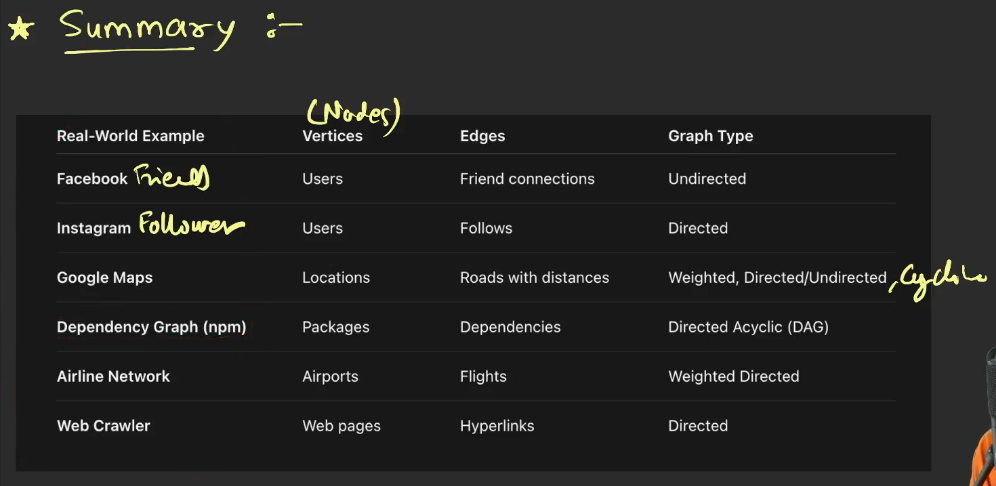 ★ Summary :-
(Nodes)
Real-World Example Vertices Edges Graph Type
Facebook Friends Users Friend connections Undirected
Instagram Follower Users Follows Directed
Google Maps Locations Roads with distances Weighted, Directed/Undirected , Cyclic
Dependency Graph (npm) Packages Dependencies Directed Acyclic (DAG)
Airline Network Airports Flights Weighted Directed
Web Crawler Web pages Hyperlinks Directed